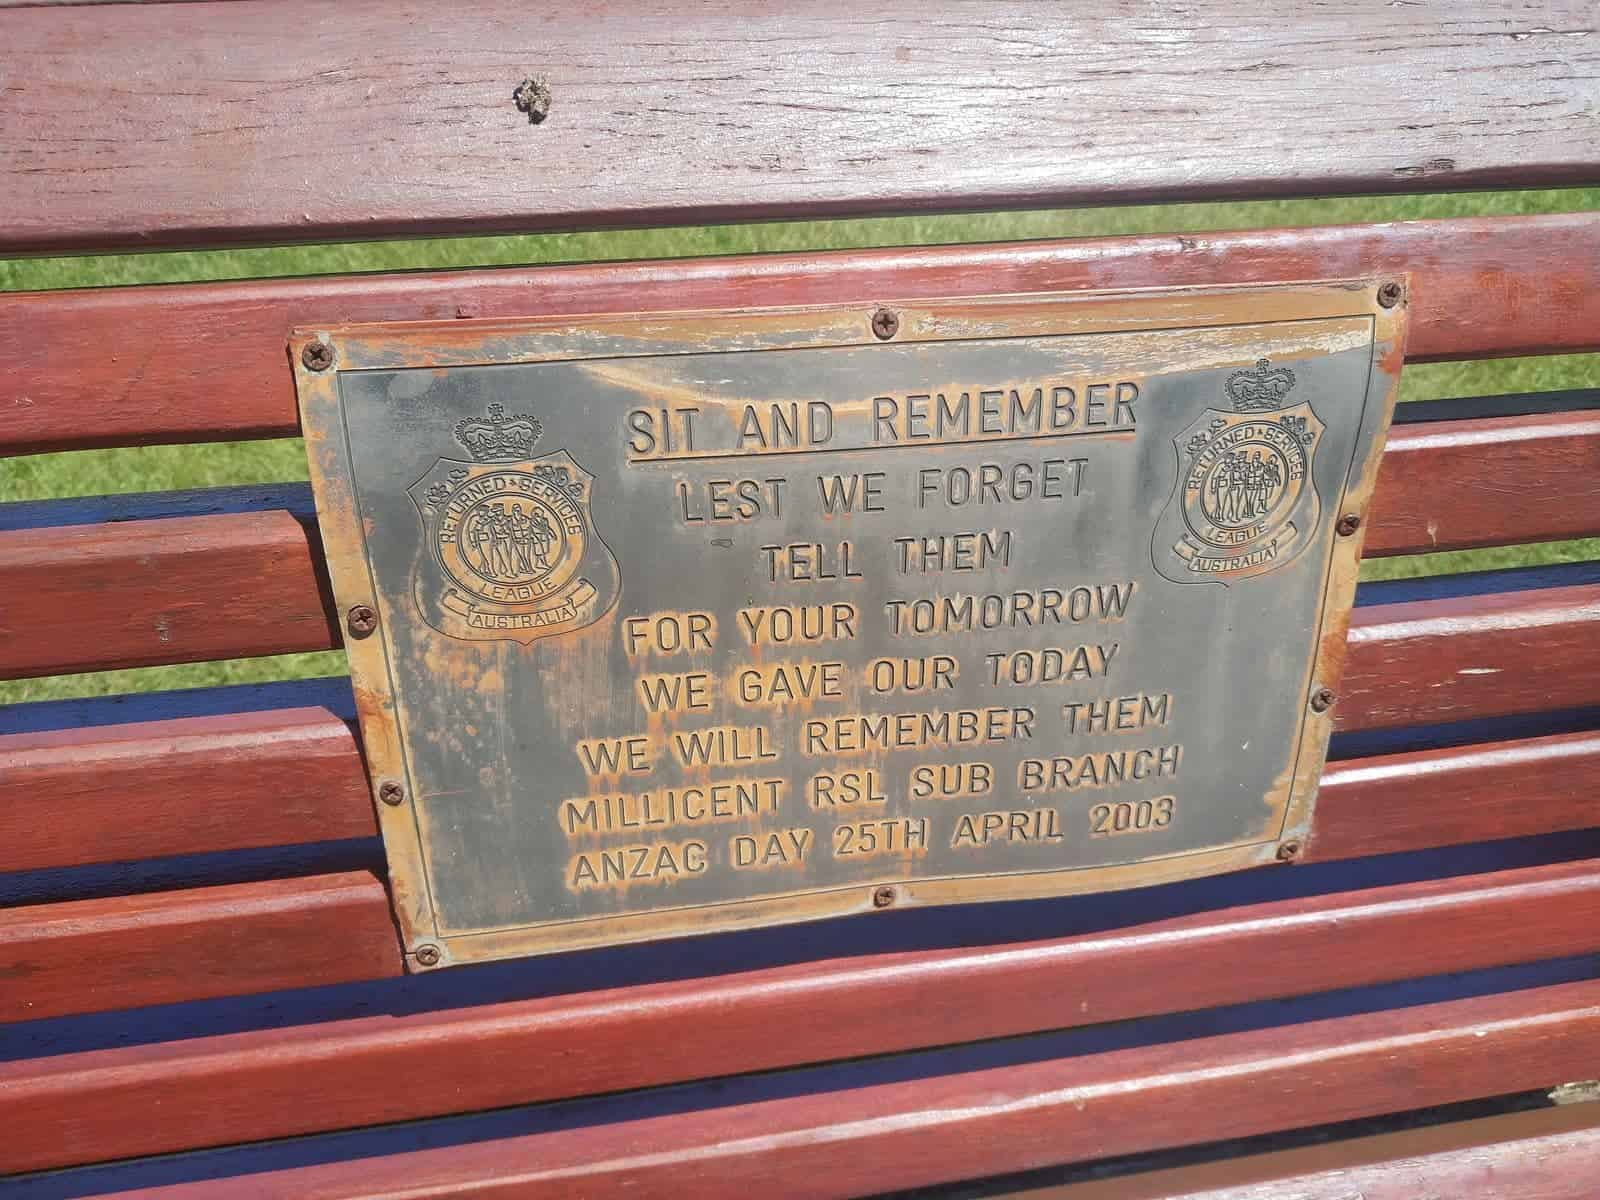 SIT AND REMEMBER
LEST WE FORGET
TELL THEM
FOR YOUR TOMORROW
WE GAVE OUR TODAY
WE WILL REMEMBER THEM
MILLICENT RSL SUB BRANCH
ANZAC DAY 25TH APRIL 2003
RETURNED & SERVICES
LEAGUE
AUSTRALIA
RETURNED & SERVICES
LEAGUE
AUSTRALIA